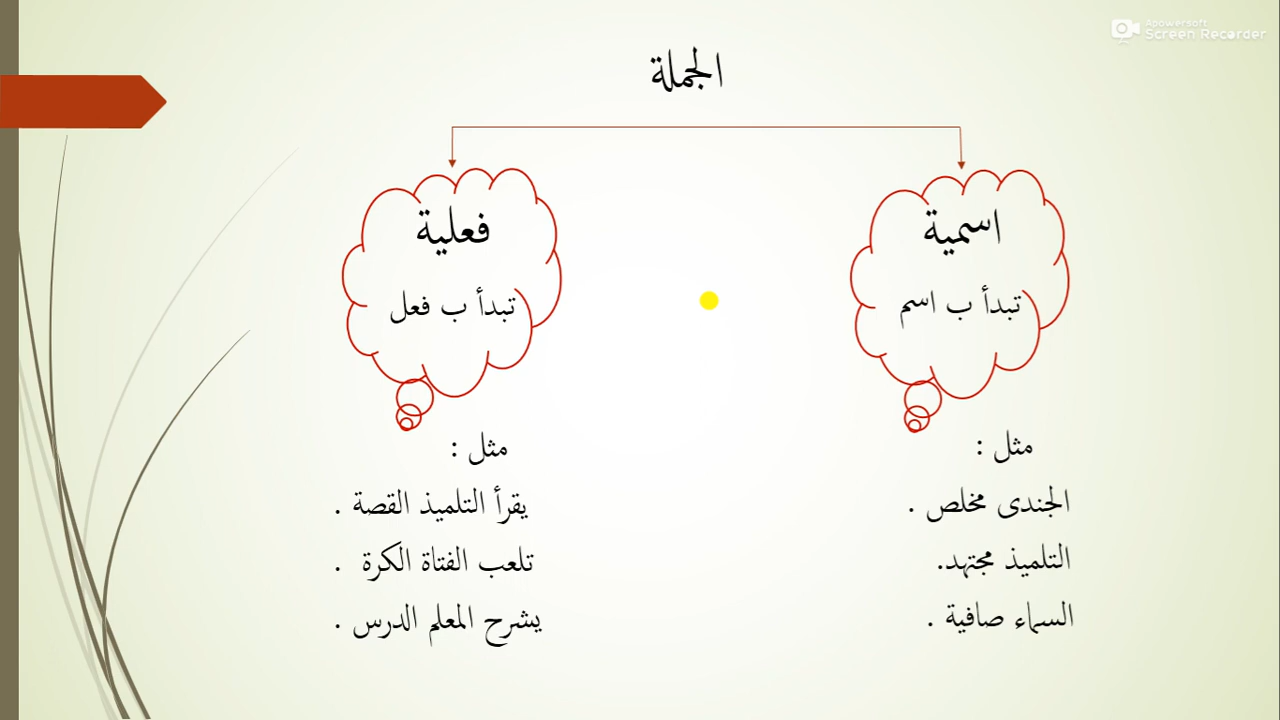 Apowersoft
Screen Recorder
الجملة
اسمية
تبدأ ب اسم
مثل :
الجندى مخلص .
التلميذ مجتهد.
السماء صافية .
فعلية
تبدأ ب فعل
مثل :
يقرأ التلميذ القصة .
تلعب الفتاة الكرة .
يشرح المعلم الدرس .